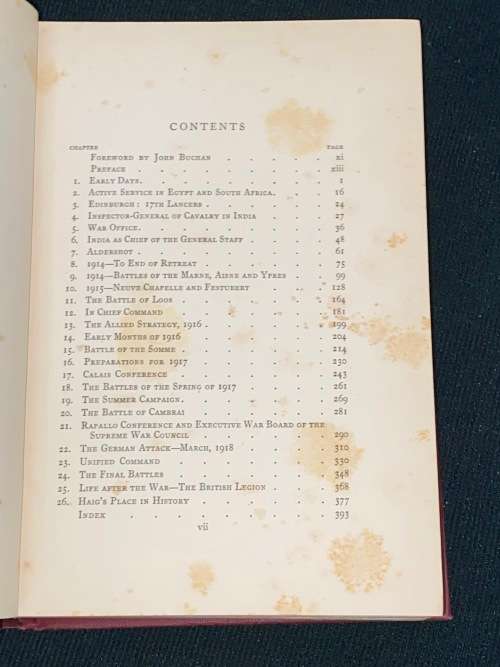 CONTENTS
CHAPTER PAGE
Foreword by John Buchan . . . . . xi
Preface . . . . . . . . . xiii
1. Early Days. . . . . . . . . 1
2. Active Service in Egypt and South Africa. . . . 16
3. Edinburgh : 17th Lancers . . . . . . 24
4. Inspector-General of Cavalry in India . . . . 27
5. War Office. . . . . . . . . 36
6. India as Chief of the General Staff . . . . 48
7. Aldershot . . . . . . . . 61
8. 1914—To End of Retreat . . . . . . 75
9. 1914—Battles of the Marne, Aisne and Ypres . . . 99
10. 1915—Neuve Chapelle and Festubert . . . . 128
11. The Battle of Loos . . . . . . . 164
12. In Chief Command . . . . . . . 181
13. The Allied Strategy, 1916 . . . . . . 199
14. Early Months of 1916 . . . . . . 204
15. Battle of the Somme . . . . . . . 214
16. Preparations for 1917 . . . . . . 230
17. Calais Conference . . . . . . . 243
18. The Battles of the Spring of 1917 . . . . 261
19. The Summer Campaign. . . . . . . 269
20. The Battle of Cambrai . . . . . . 281
21. Rapallo Conference and Executive War Board of the
Supreme War Council . . . . . . 290
22. The German Attack—March, 1918 . . . . 310
23. Unified Command . . . . . . . 330
24. The Final Battles . . . . . . . 348
25. Life after the War—The British Legion . . . . 368
26. Haig's Place in History . . . . . . 377
Index . . . . . . . . . 393
vii